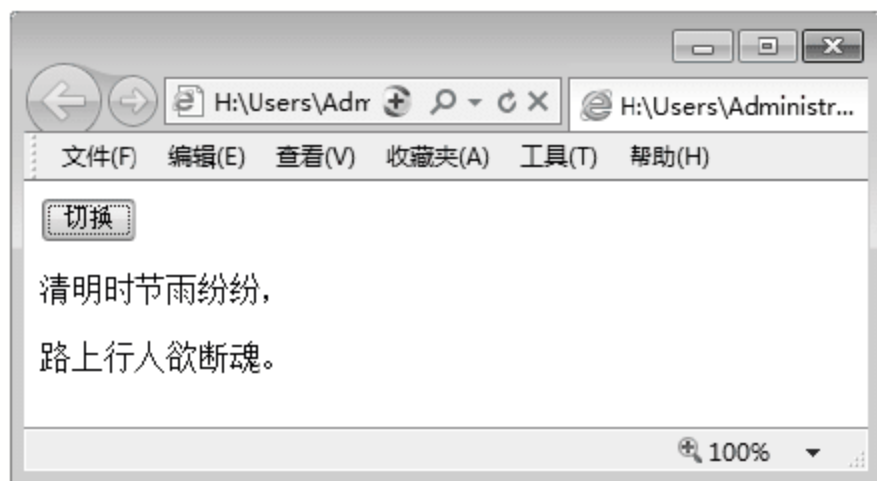 H:\Users\Adm
H:\Users\Administr...
文件(F) 编辑(E) 查看(V) 收藏夹(A) 工具(T) 帮助(H)
切换
清明时节雨纷纷，
路上行人欲断魂。
100%